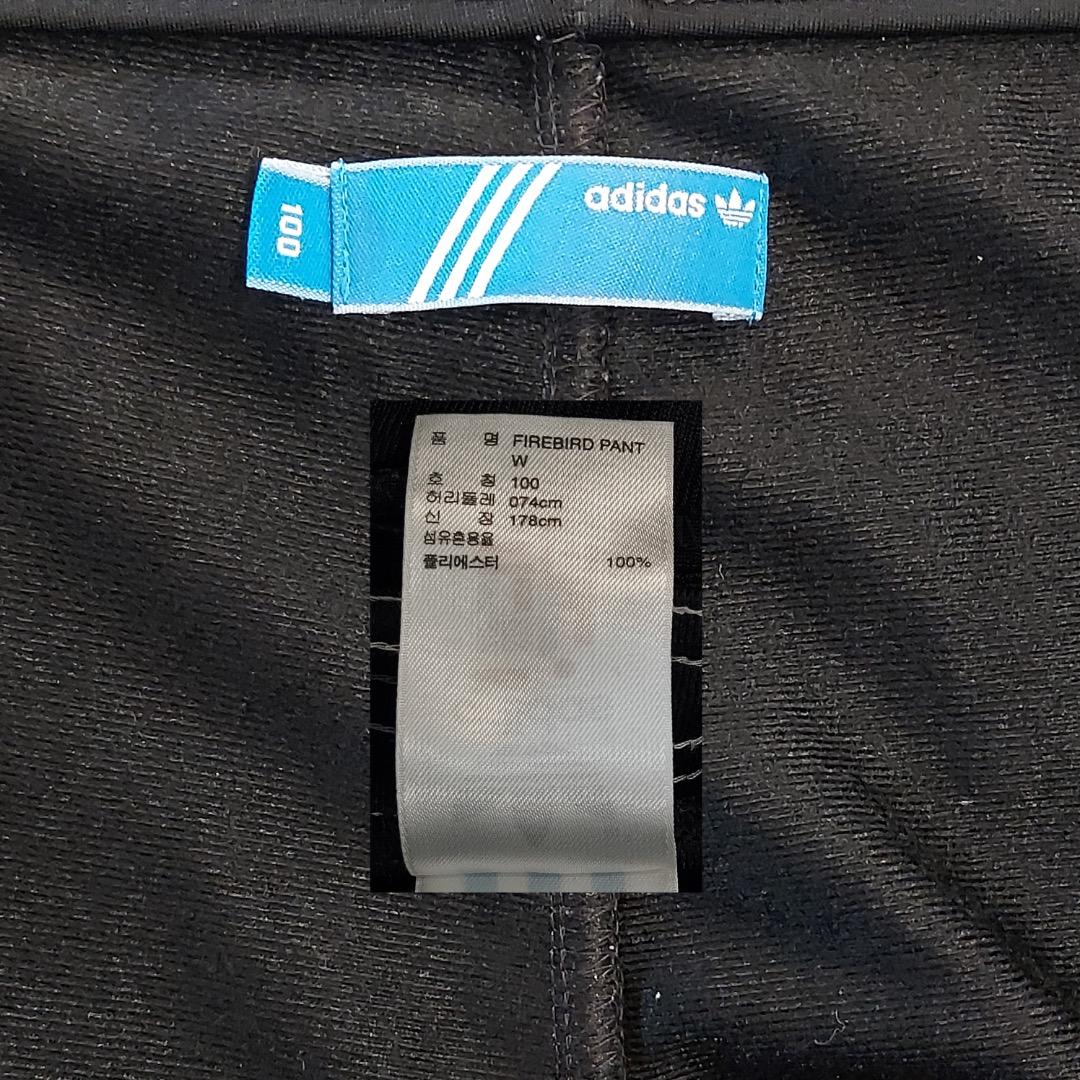 100
adidas
품 명 FIREBIRD PANT
W
호 칭 100
허리둘레 074cm
신 장 178cm
섬유혼용율
폴리에스터 100%